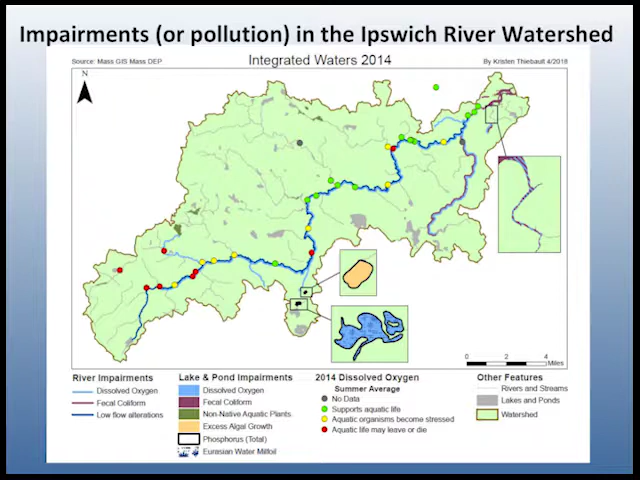 Impairments (or pollution) in the Ipswich River Watershed
Source: Mass GIS Mass DEP
Integrated Waters 2014
By Kristen Thiebault 4/2018
N
0 2 4
Miles
River Impairments
Dissolved Oxygen
Fecal Coliform
Low flow alterations
Lake & Pond Impairments
Dissolved Oxygen
Fecal Coliform
Non-Native Aquatic Plants
Excess Algal Growth
Phosphorus (Total)
Eurasian Water Milfoil
2014 Dissolved Oxygen
Summer Average
No Data
Supports aquatic life
Aquatic organisms become stressed
Aquatic life may leave or die
Other Features
Rivers and Streams
Lakes and Ponds
Watershed